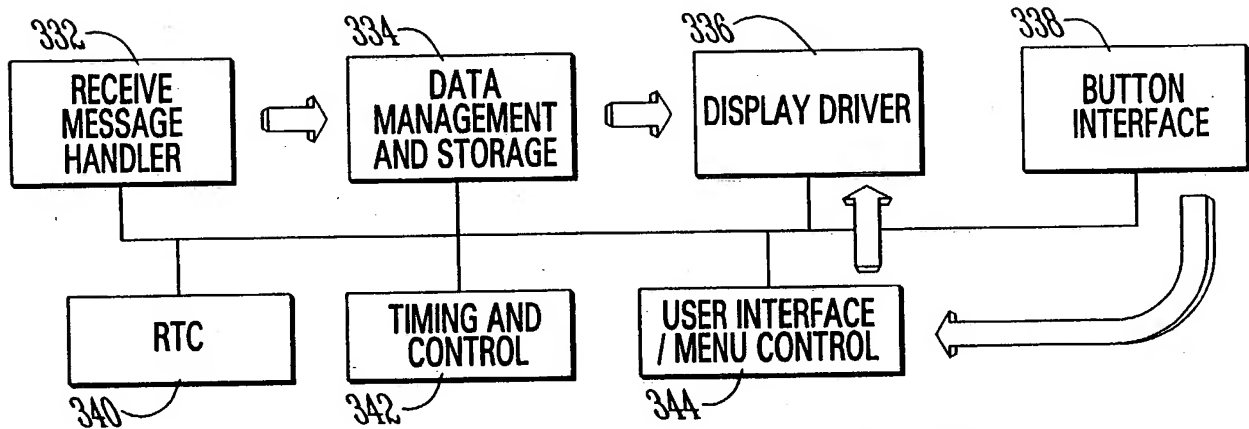 332
RECEIVE
MESSAGE
HANDLER
334
DATA
MANAGEMENT
AND STORAGE
336
DISPLAY DRIVER
338
BUTTON
INTERFACE
RTC
340
TIMING AND
CONTROL
342
USER INTERFACE
/ MENU CONTROL
344